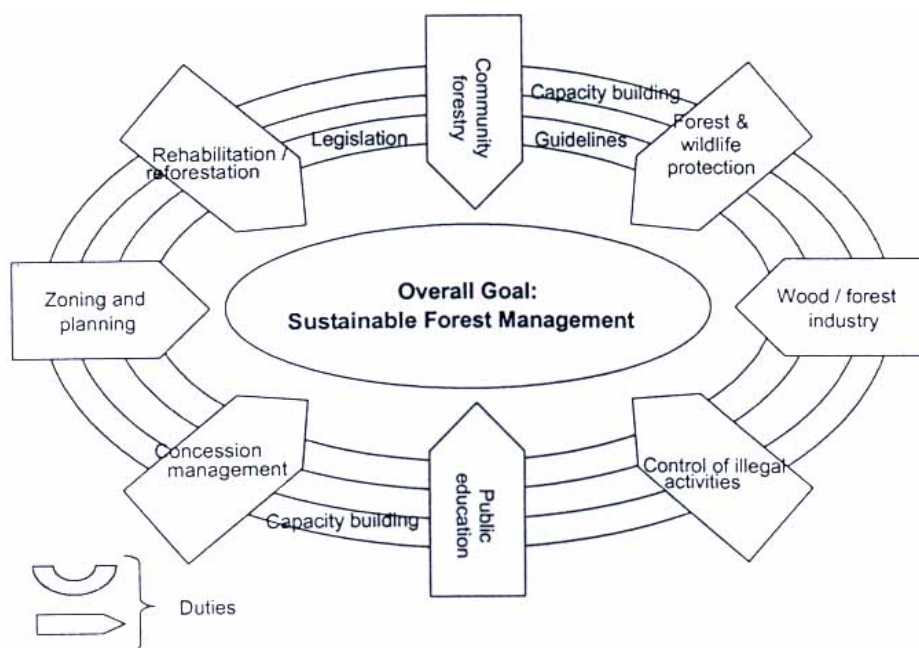 Community
forestry
Capacity building
Legislation
Guidelines
Rehabilitation /
reforestation
Forest &
wildlife
protection
Zoning and
planning
Overall Goal:
Sustainable Forest Management
Wood / forest
industry
Concession
management
Control of illegal
activities
Capacity building
Public
education
Duties